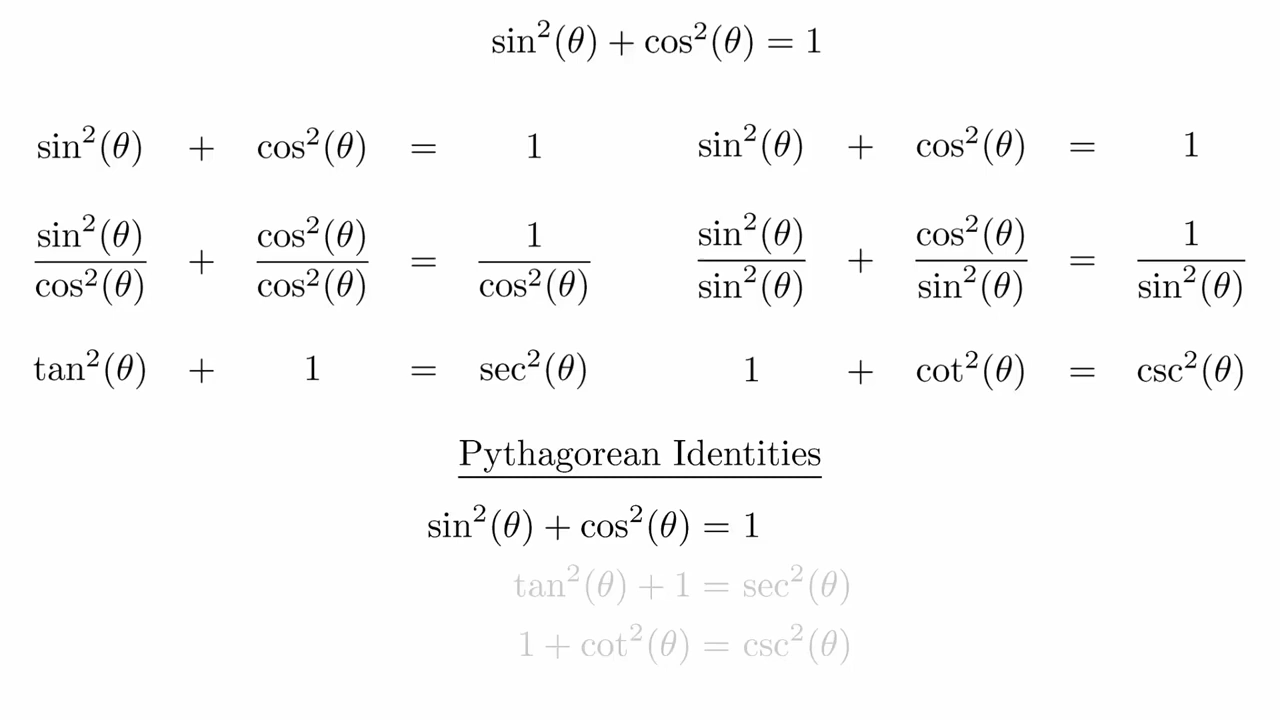 sin²(θ) + cos²(θ) = 1
sin²(θ) + cos²(θ) = 1
sin²(θ)/cos²(θ) + cos²(θ)/cos²(θ) = 1/cos²(θ)
tan²(θ) + 1 = sec²(θ)
sin²(θ) + cos²(θ) = 1
sin²(θ)/sin²(θ) + cos²(θ)/sin²(θ) = 1/sin²(θ)
1 + cot²(θ) = csc²(θ)
Pythagorean Identities
sin²(θ) + cos²(θ) = 1
tan²(θ) + 1 = sec²(θ)
1 + cot²(θ) = csc²(θ)